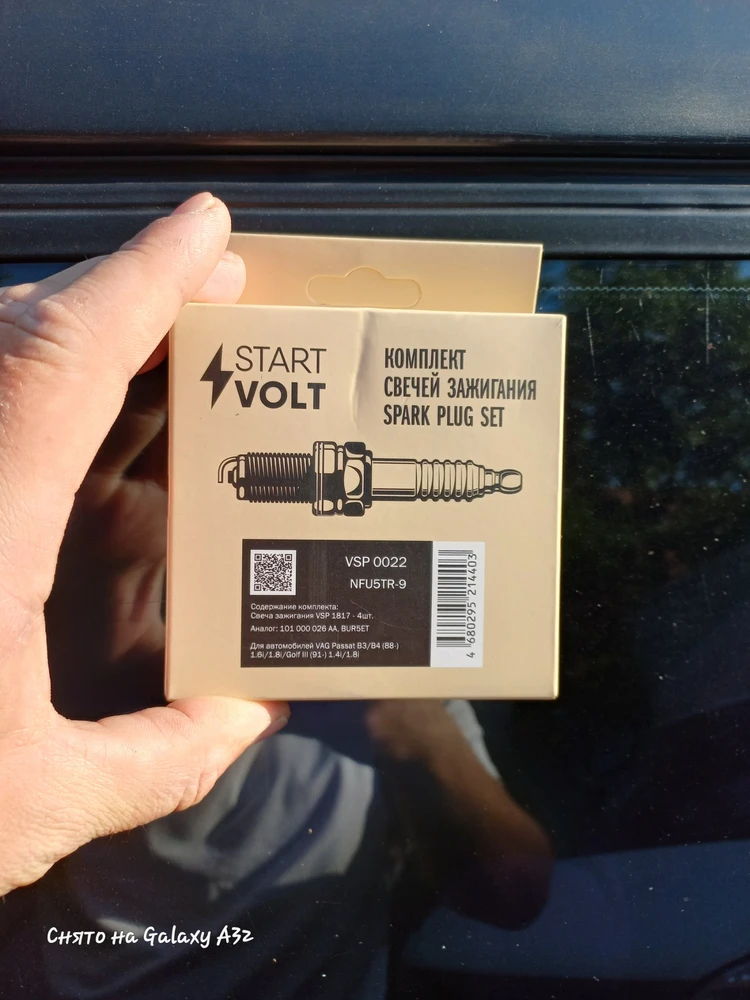 START
VOLT
КОМПЛЕКТ
СВЕЧЕЙ ЗАЖИГАНИЯ
SPARK PLUG SET
VSP 0022
NFU5TR-9
Содержание комплекта:
Свеча зажигания VSP 1817 - 4шт.
Аналог: 101 000 026 AA, BUR5ET
Для автомобилей VAG Passat B3/B4 (88-)
1.6i/1.8i/Golf III (91-) 1.4i/1.8i
4 680295 214403
Снято на Galaxy A32